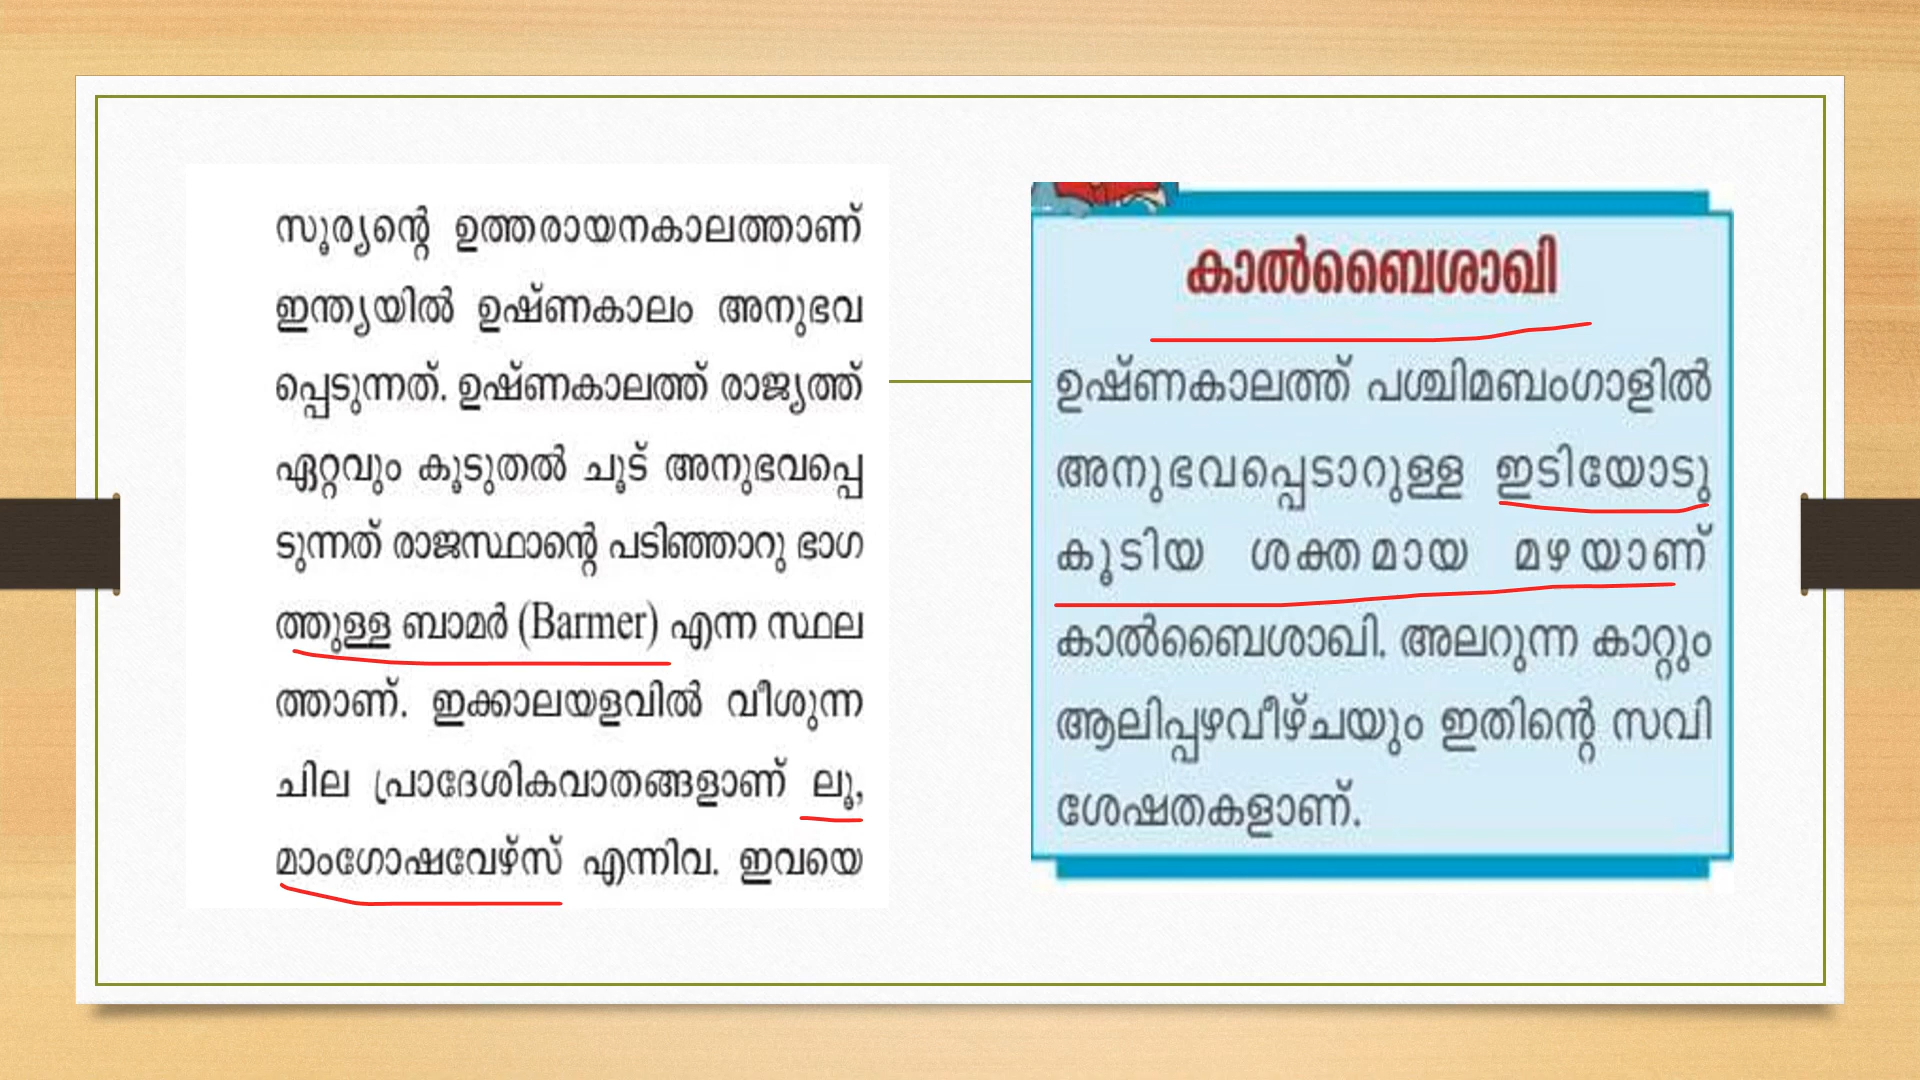 സൂര്യന്റെ ഉത്തരായനകാലത്താണ്
ഇന്ത്യയിൽ ഉഷ്ണകാലം അനുഭവ
പ്പെടുന്നത്. ഉഷ്ണകാലത്ത് രാജ്യത്ത്
ഏറ്റവും കൂടുതൽ ചൂട് അനുഭവപ്പെ
ടുന്നത് രാജസ്ഥാന്റെ പടിഞ്ഞാറു ഭാഗ
ത്തുള്ള ബാമർ (Barmer) എന്ന സ്ഥല
ത്താണ്. ഇക്കാലയളവിൽ വീശുന്ന
ചില പ്രാദേശികവാതങ്ങളാണ് ലൂ,
മാംഗോഷവേഴ്സ് എന്നിവ. ഇവയെ
കാൽബൈശാഖി
ഉഷ്ണകാലത്ത് പശ്ചിമബംഗാളിൽ
അനുഭവപ്പെടാറുള്ള ഇടിയോടു
കൂടിയ ശക്തമായ മഴയാണ്
കാൽബൈശാഖി. അലറുന്ന കാറ്റും
ആലിപ്പഴവീഴ്ചയും ഇതിന്റെ സവി
ശേഷതകളാണ്.